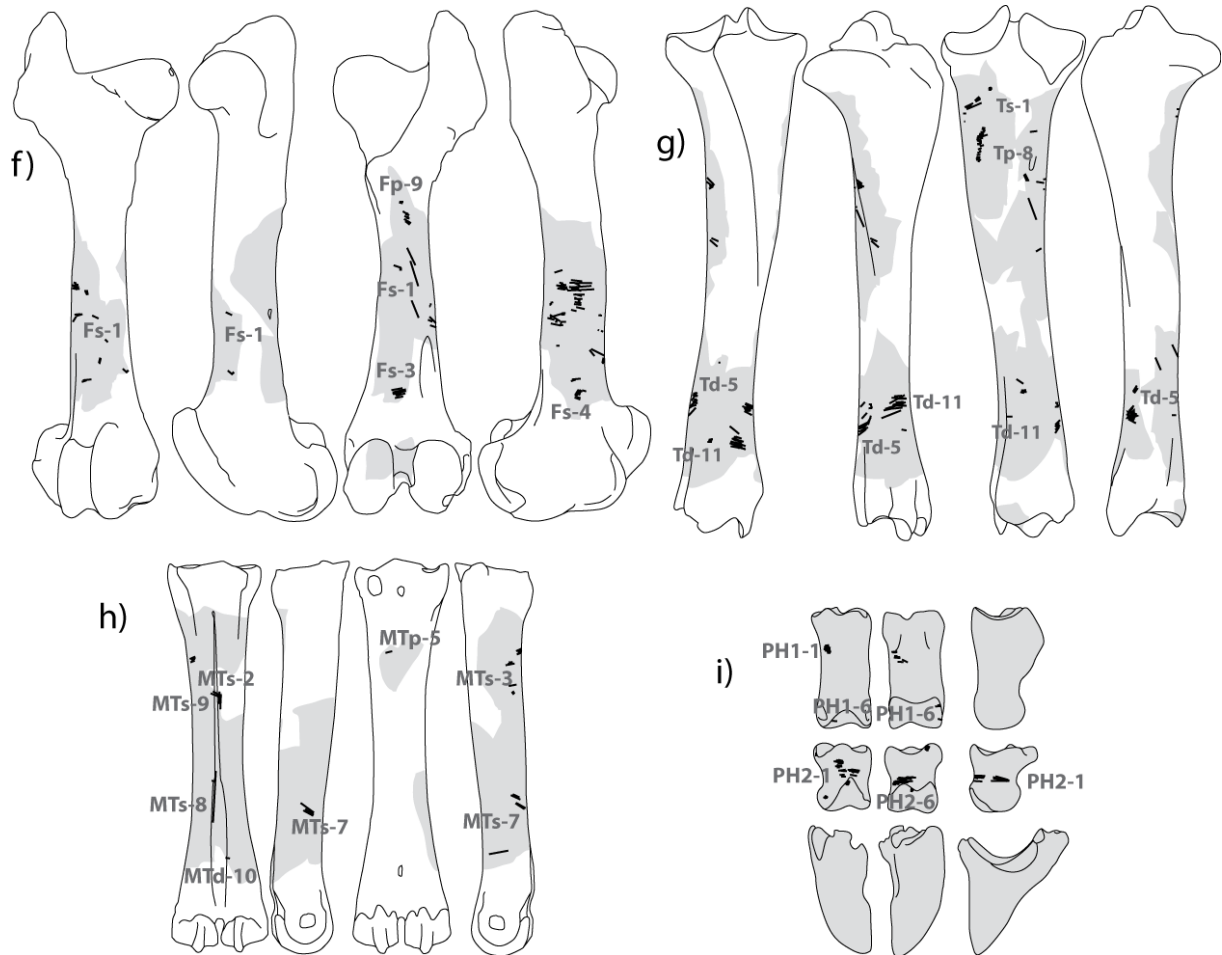 f)
Fp-9
Fs-1
Fs-1
Fs-1
Fs-3
Fs-4
g)
Ts-1
Tp-8
Td-5
Td-11
Td-11
Td-5
Td-11
Td-5
h)
MTp-5
MTs-2
MTs-9
MTs-3
MTs-8
MTs-7
MTs-7
MTd-10
i)
PH1-1
PH1-6
PH1-6
PH2-1
PH2-6
PH2-1